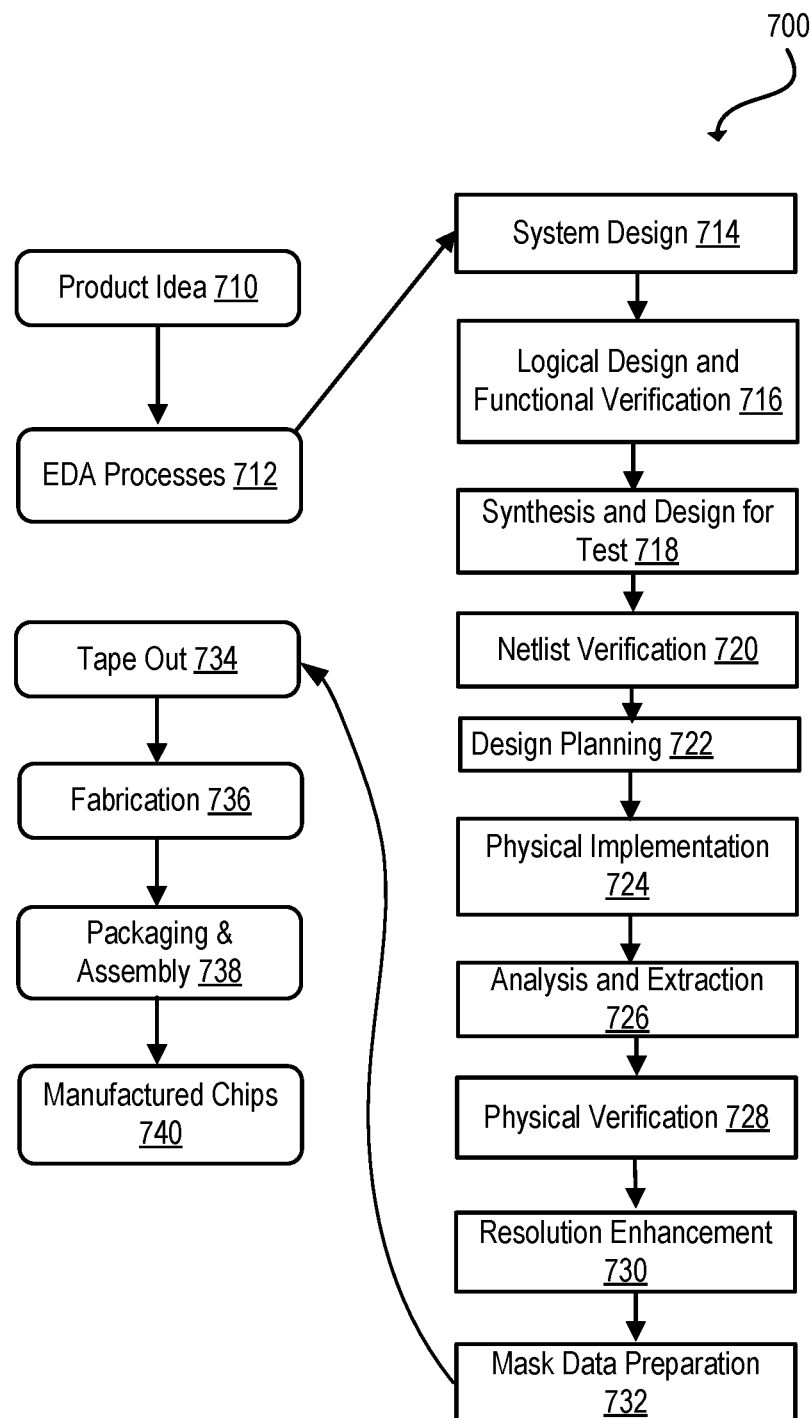 700
Product Idea 710
EDA Processes 712
System Design 714
Logical Design and
Functional Verification 716
Synthesis and Design for
Test 718
Netlist Verification 720
Design Planning 722
Physical Implementation
724
Analysis and Extraction
726
Physical Verification 728
Resolution Enhancement
730
Mask Data Preparation
732
Tape Out 734
Fabrication 736
Packaging &
Assembly 738
Manufactured Chips
740